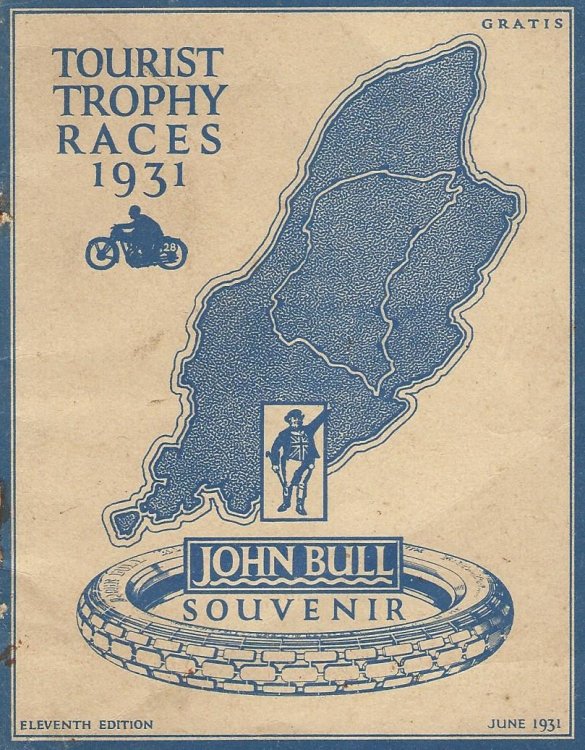 GRATIS
TOURIST
TROPHY
RACES
1931
28
JOHN BULL
SOUVENIR
ELEVENTH EDITION
JUNE 1931